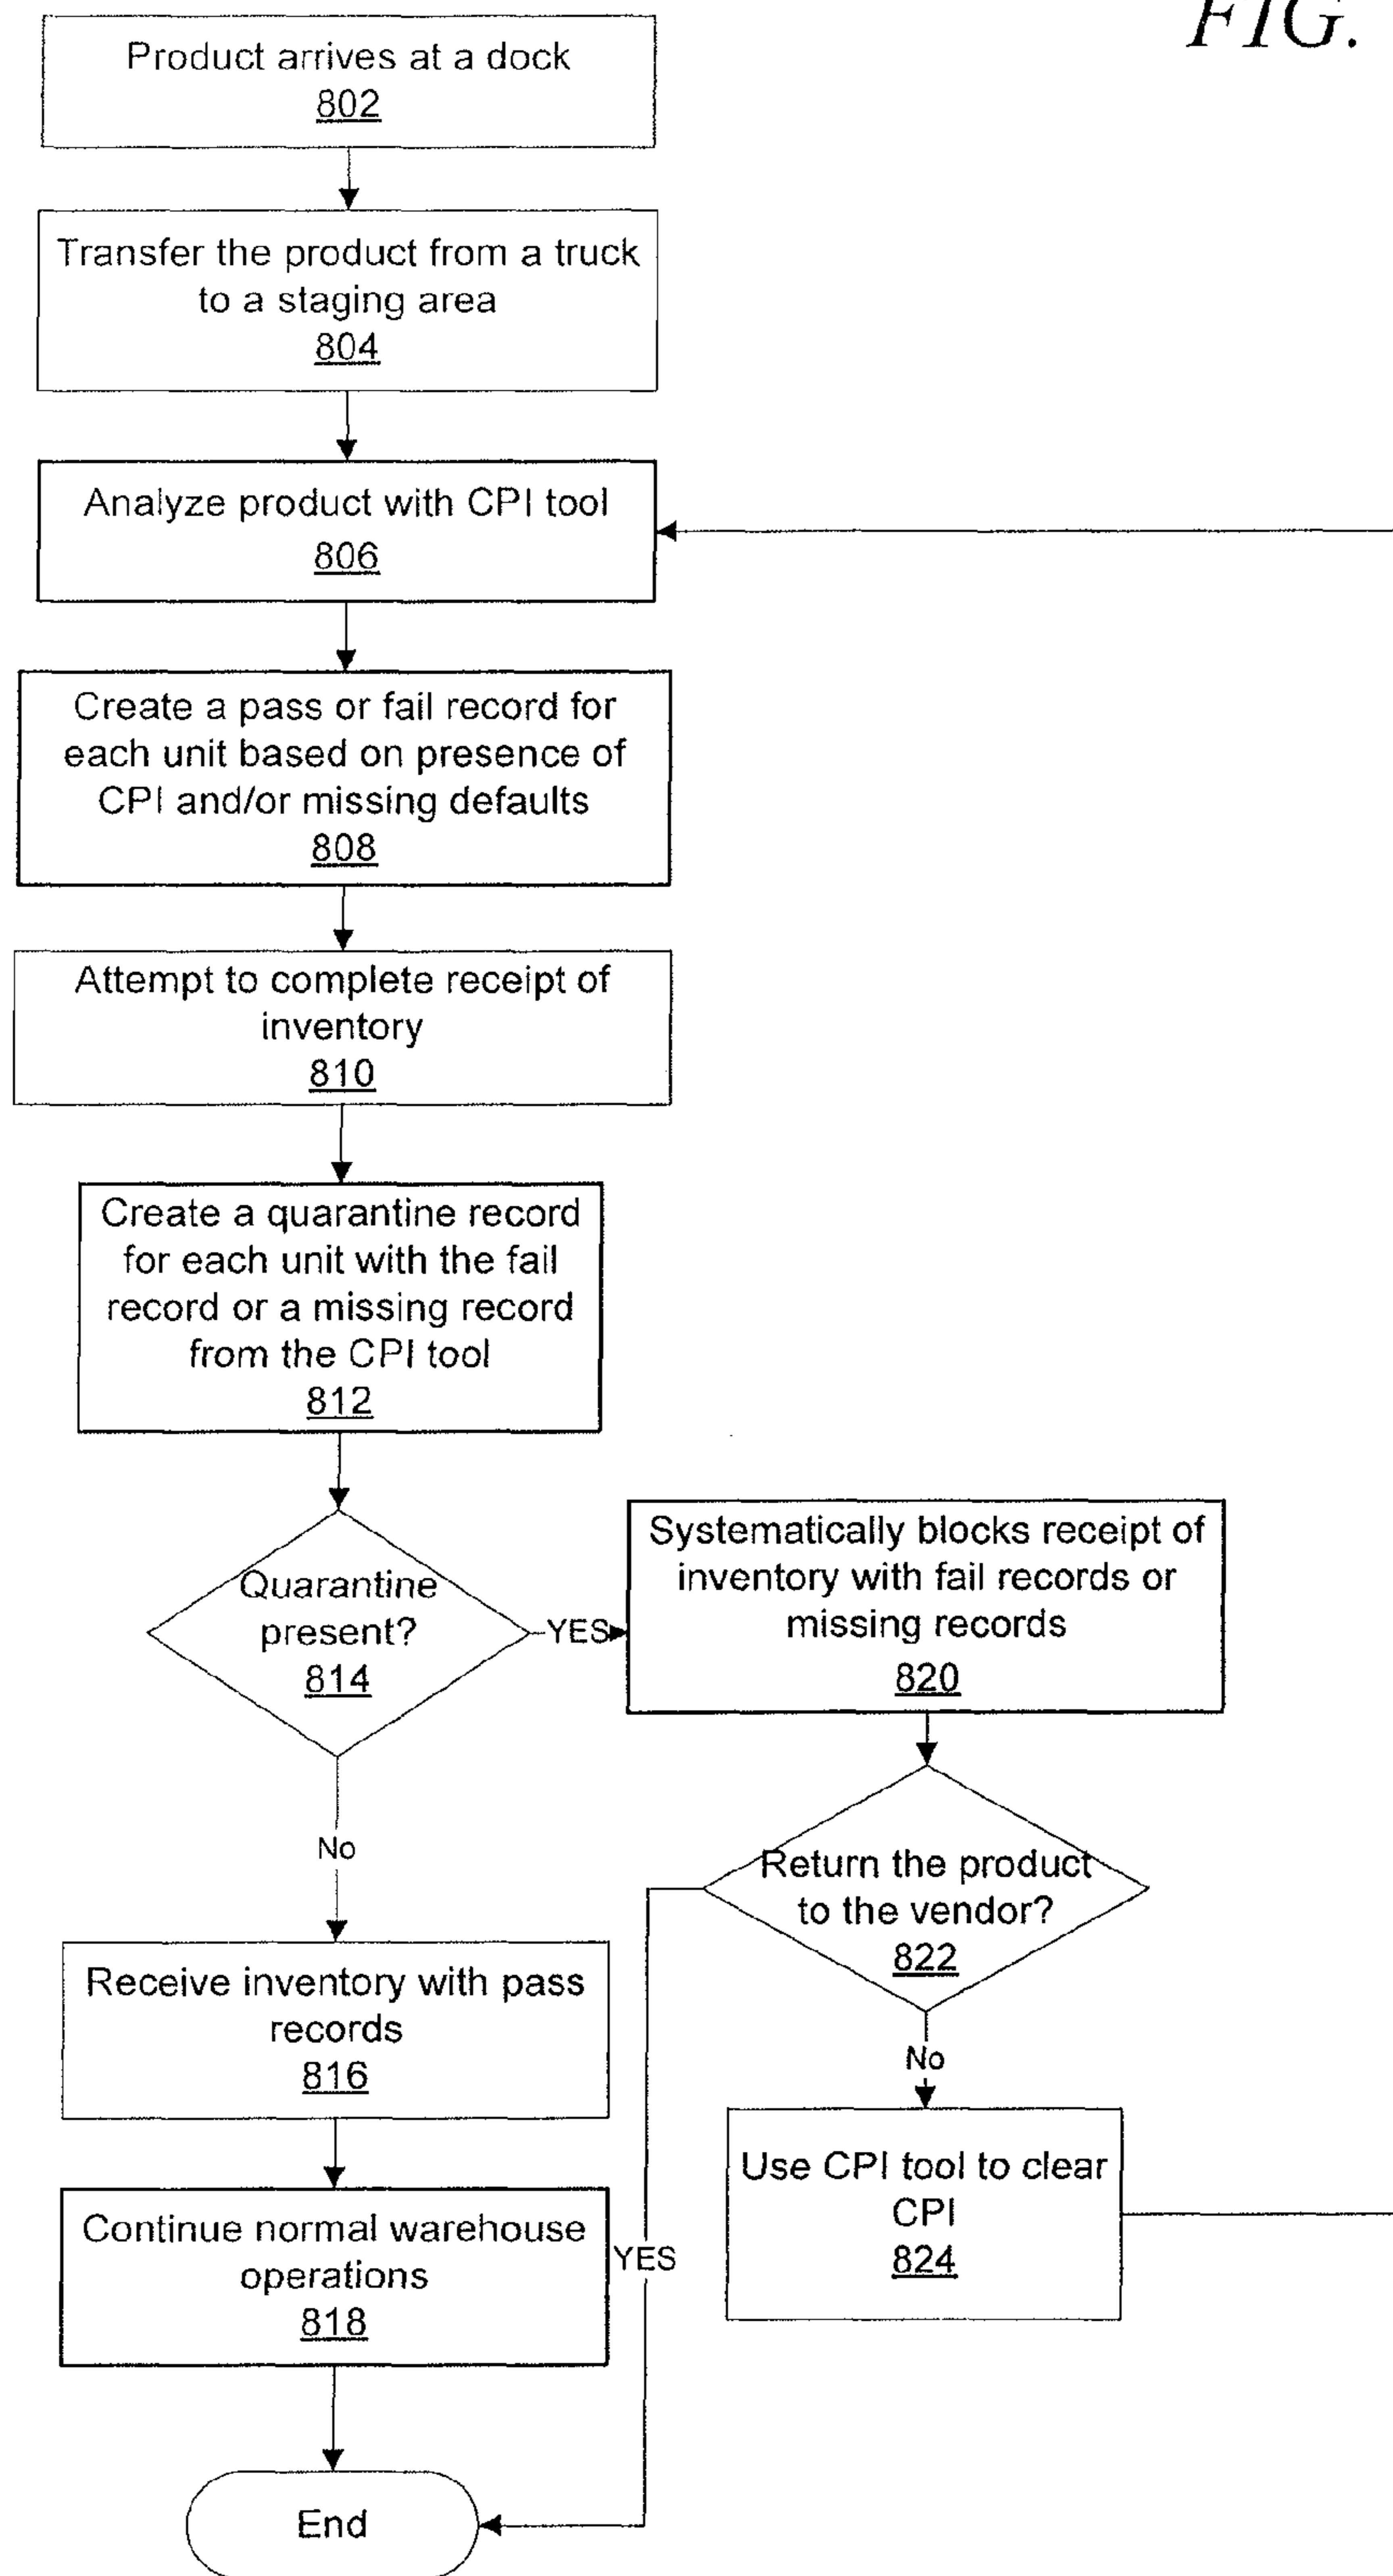 FIG.
Product arrives at a dock
802
Transfer the product from a truck
to a staging area
804
Analyze product with CPI tool
806
Create a pass or fail record for
each unit based on presence of
CPI and/or missing defaults
808
Attempt to complete receipt of
inventory
810
Create a quarantine record
for each unit with the fail
record or a missing record
from the CPI tool
812
Quarantine
present?
814
YES
Systematically blocks receipt of
inventory with fail records or
missing records
820
No
Return the product
to the vendor?
822
Receive inventory with pass
records
816
No
Use CPI tool to clear
CPI
824
Continue normal warehouse
operations
818
YES
End